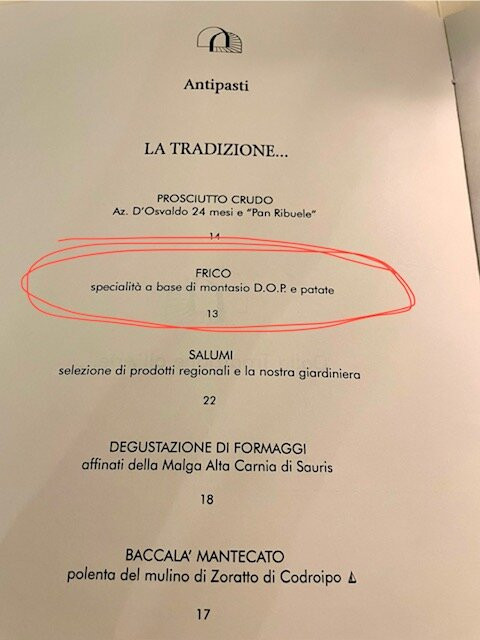 Antipasti
LA TRADIZIONE...
PROSCIUTTO CRUDO
Az. D'Osvaldo 24 mesi e "Pan Ribuele"
14
FRICO
specialità a base di montasio D.O.P. e patate
13
SALUMI
selezione di prodotti regionali e la nostra giardiniera
22
DEGUSTAZIONE DI FORMAGGI
affinati della Malga Alta Carnia di Sauris
18
BACCALA' MANTECATO
polenta del mulino di Zoratto di Codroipo
17